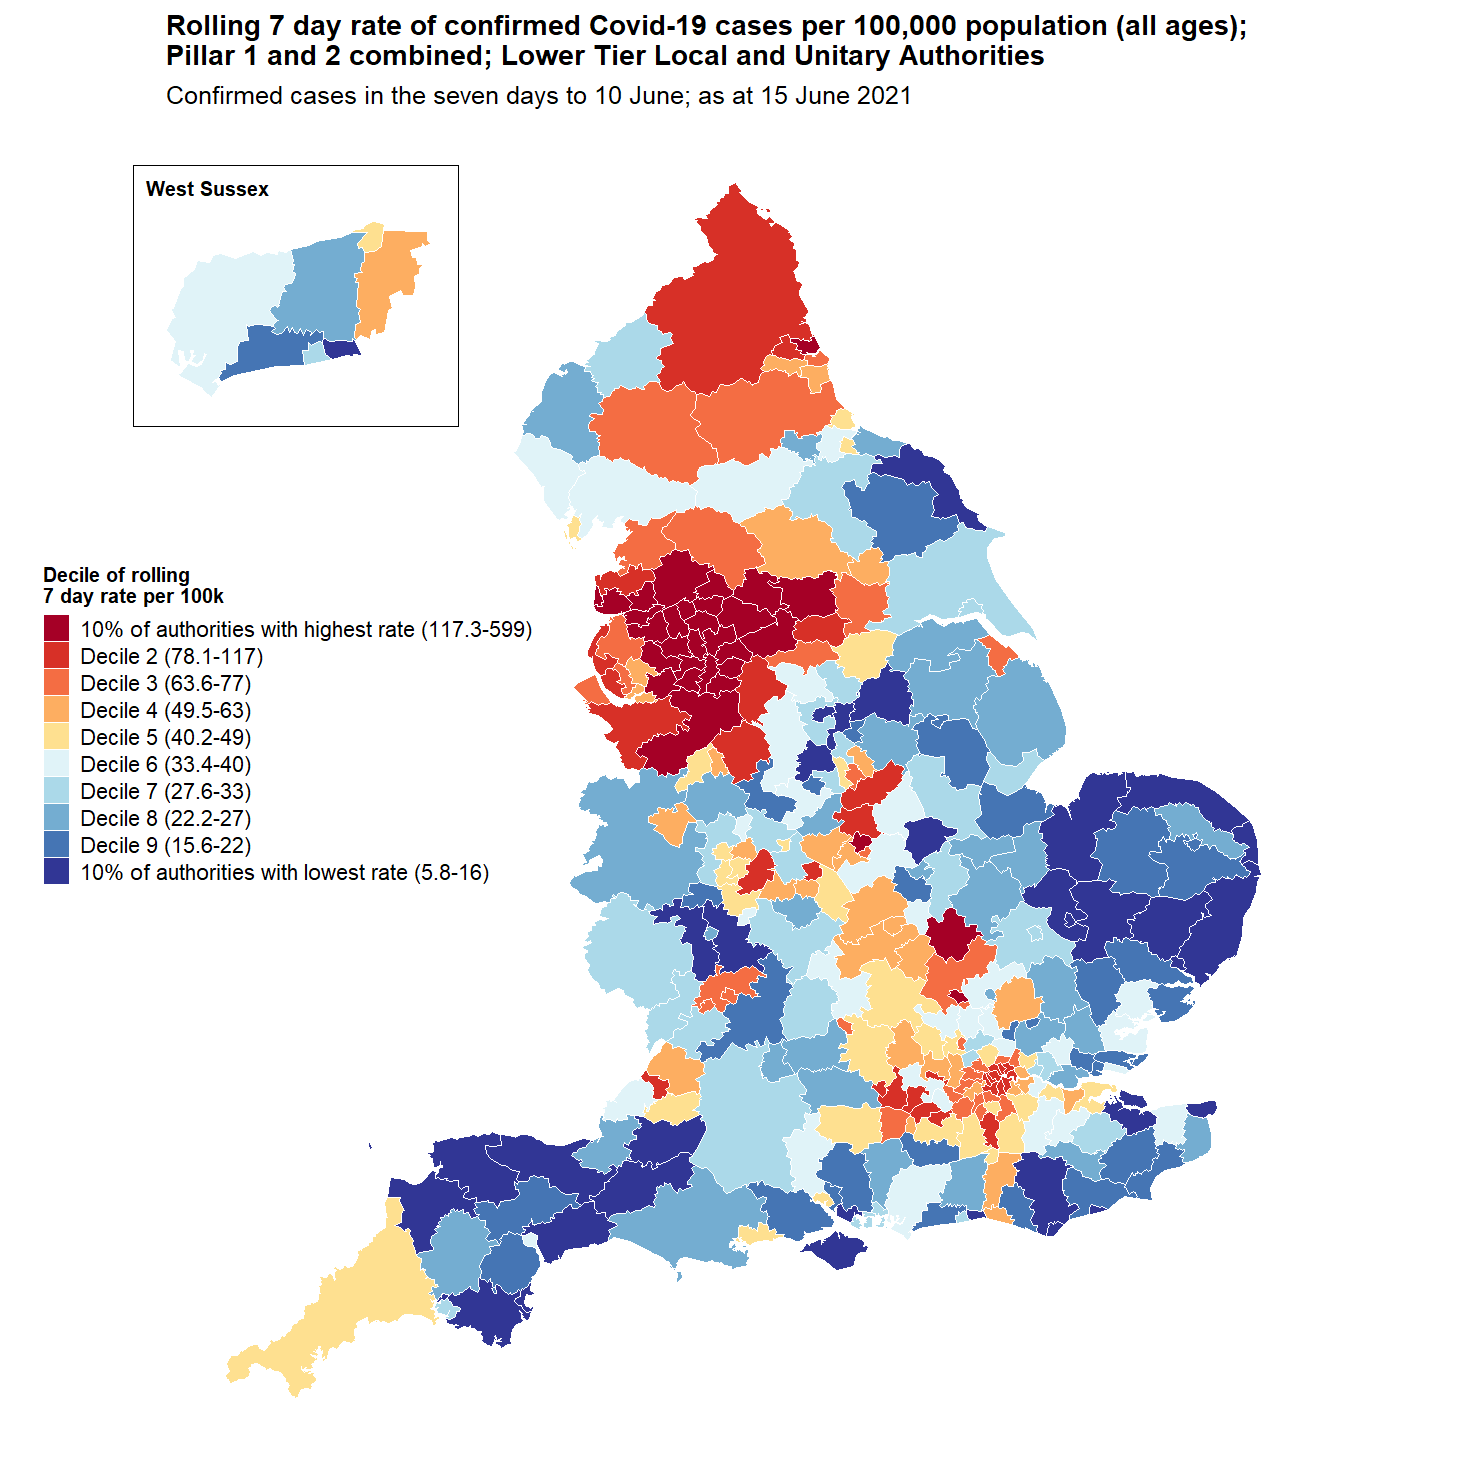 Rolling 7 day rate of confirmed Covid-19 cases per 100,000 population (all ages);
Pillar 1 and 2 combined; Lower Tier Local and Unitary Authorities
Confirmed cases in the seven days to 10 June; as at 15 June 2021
West Sussex
Decile of rolling
7 day rate per 100k
10% of authorities with highest rate (117.3-599)
Decile 2 (78.1-117)
Decile 3 (63.6-77)
Decile 4 (49.5-63)
Decile 5 (40.2-49)
Decile 6 (33.4-40)
Decile 7 (27.6-33)
Decile 8 (22.2-27)
Decile 9 (15.6-22)
10% of authorities with lowest rate (5.8-16)